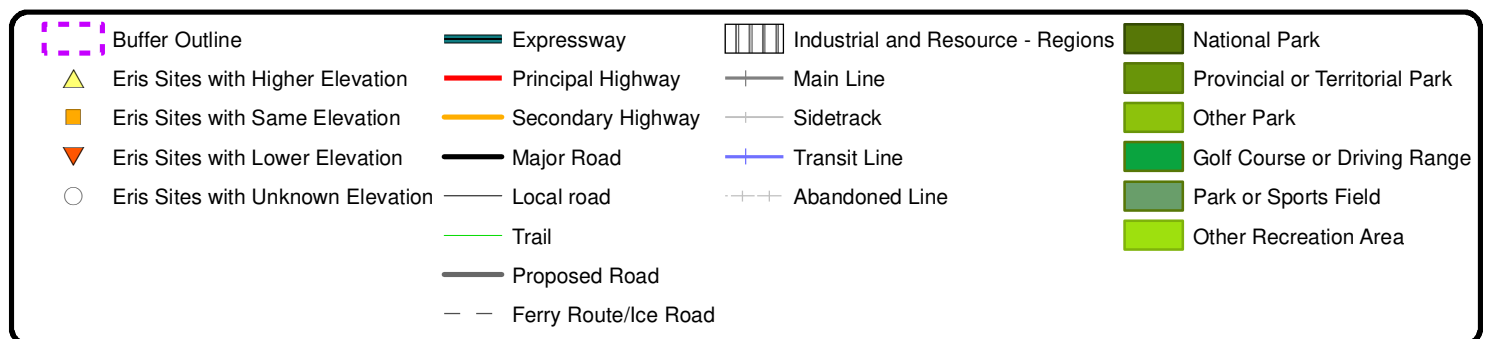 Buffer Outline
Eris Sites with Higher Elevation
Eris Sites with Same Elevation
Eris Sites with Lower Elevation
Eris Sites with Unknown Elevation
Expressway
Principal Highway
Secondary Highway
Major Road
Local road
Trail
Proposed Road
Ferry Route/Ice Road
Industrial and Resource - Regions
Main Line
Sidetrack
Transit Line
Abandoned Line
National Park
Provincial or Territorial Park
Other Park
Golf Course or Driving Range
Park or Sports Field
Other Recreation Area